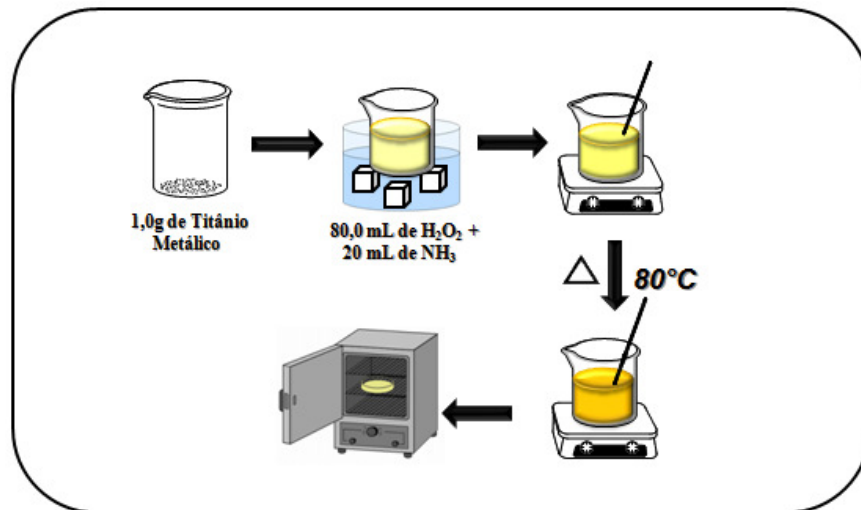 1,0g de Titânio
Metálico
80,0 mL de H₂O₂ +
20 mL de NH₃
△ 80°C